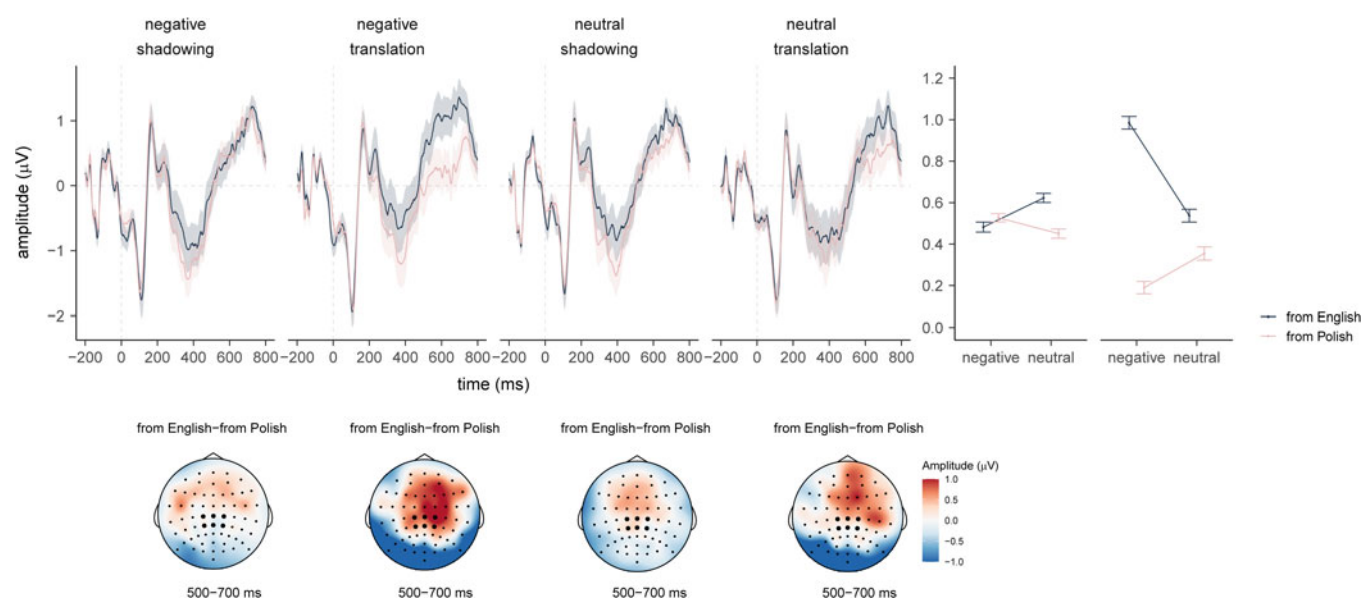 negative
shadowing
negative
translation
neutral
shadowing
neutral
translation
amplitude (μV)
1
0
−1
−2
−200 0 200 400 600 800
−200 0 200 400 600 800
−200 0 200 400 600 800
−200 0 200 400 600 800
time (ms)
1.2
1.0
0.8
0.6
0.4
0.2
0.0
negative neutral
negative neutral
from English
from Polish
from English−from Polish
from English−from Polish
from English−from Polish
from English−from Polish
Amplitude (μV)
1.0
0.5
0.0
−0.5
−1.0
500−700 ms
500−700 ms
500−700 ms
500−700 ms